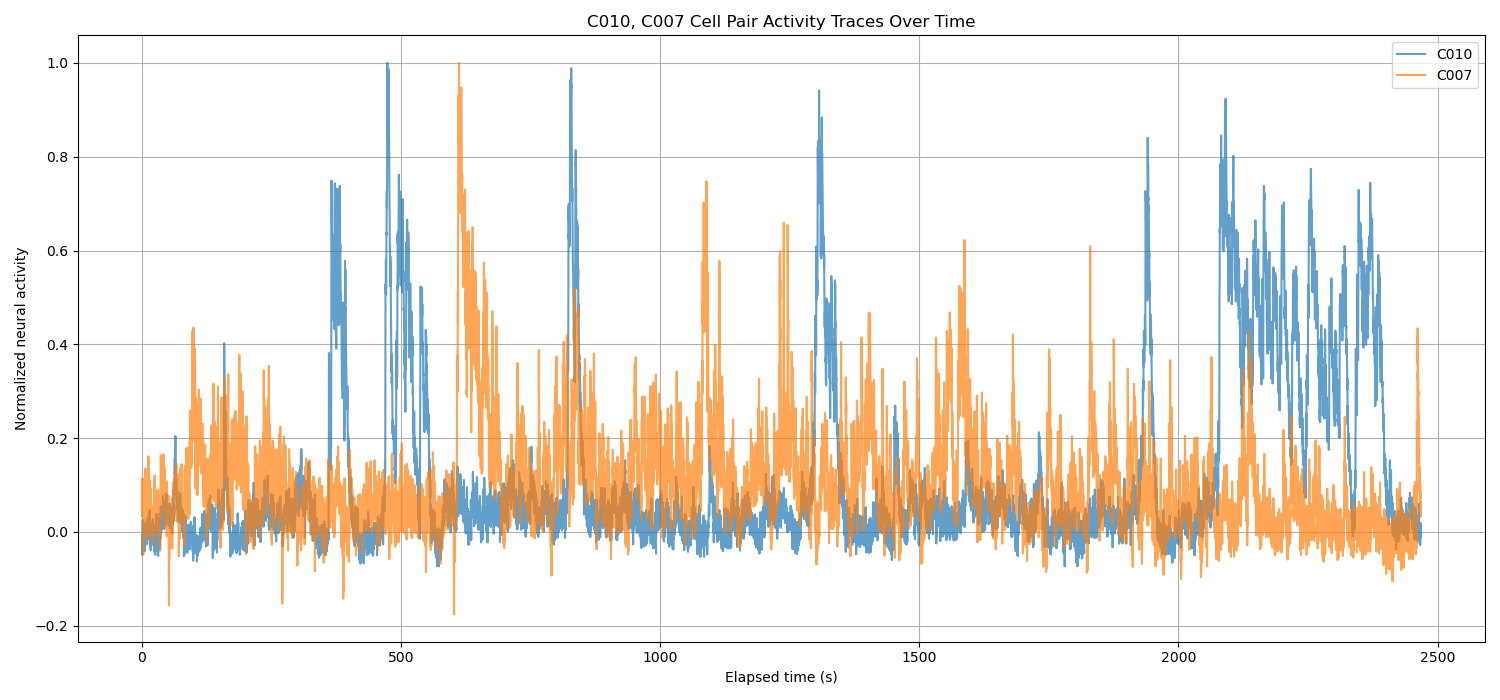 C010, C007 Cell Pair Activity Traces Over Time
C010
C007
Normalized neural activity
1.0
0.8
0.6
0.4
0.2
0.0
−0.2
0
500
1000
1500
2000
2500
Elapsed time (s)